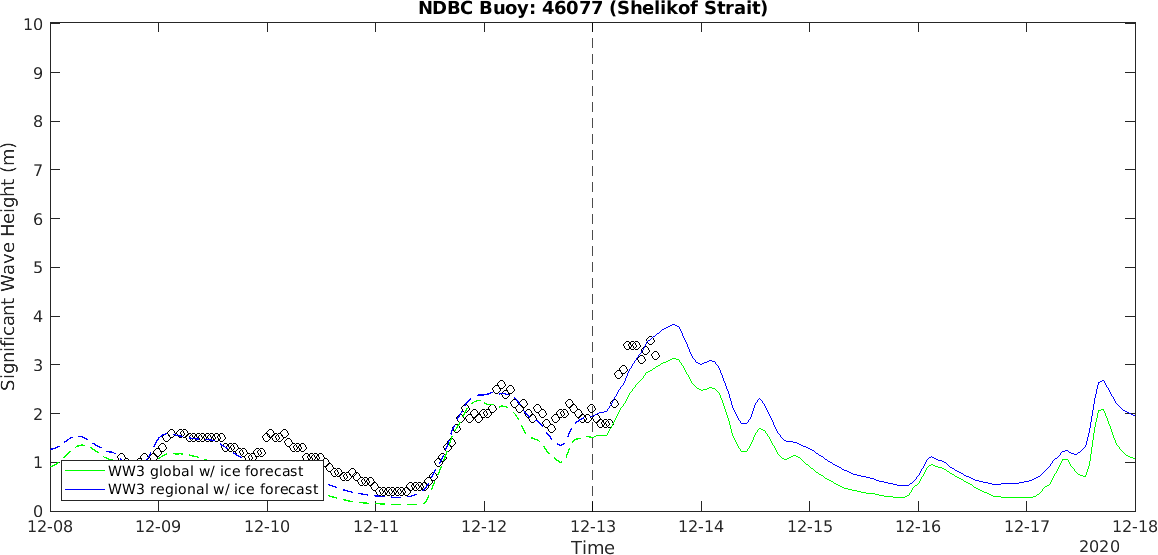 NDBC Buoy: 46077 (Shelikof Strait)
10
9
8
7
6
5
4
3
2
1
0
Significant Wave Height (m)
WW3 global w/ ice forecast
WW3 regional w/ ice forecast
12-08 12-09 12-10 12-11 12-12 12-13 12-14 12-15 12-16 12-17 12-18
Time
2020